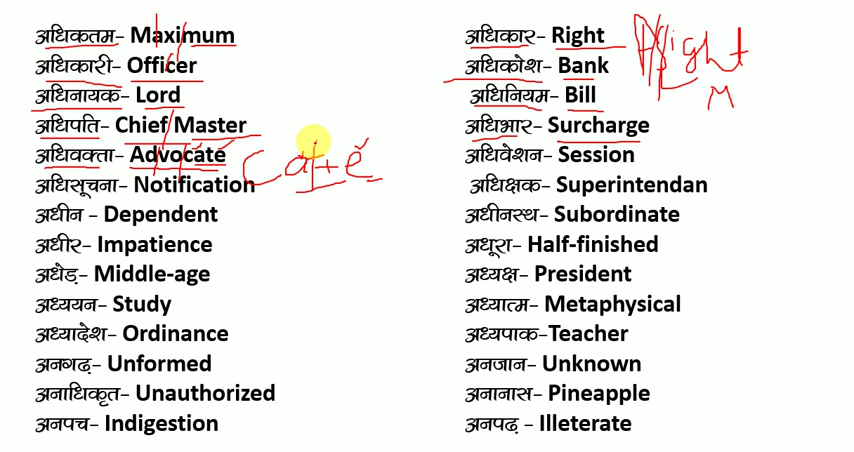 अधिकतम- Maximum
अधिकारी- Officer
अधिनायक- Lord
अधिपति- Chief Master
अधिवक्ता- Advocate
अधिसूचना- Notification
अधीन - Dependent
अधीर- Impatience
अधेड़- Middle-age
अध्ययन- Study
अध्यादेश- Ordinance
अनगढ़- Unformed
अनाधिकृत- Unauthorized
अनपच- Indigestion
अधिकार- Right
अधिकोश- Bank
अधिनियम- Bill
अधिभार- Surcharge
अधिवेशन- Session
अधिक्षक- Superintendan
अधीनस्थ- Subordinate
अधूरा- Half-finished
अध्यक्ष- President
अध्यात्म- Metaphysical
अध्यपाक-Teacher
अनजान- Unknown
अनानास- Pineapple
अनपढ़ - Illeterate
M